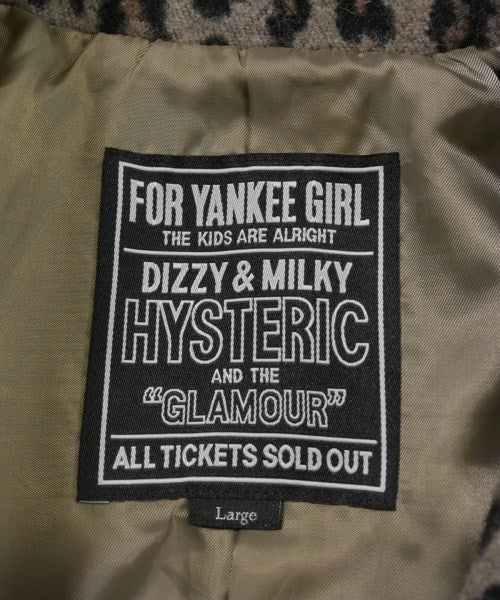 FOR YANKEE GIRL
THE KIDS ARE ALRIGHT
DIZZY & MILKY
HYSTERIC
AND THE
“GLAMOUR”
ALL TICKETS SOLD OUT
Large